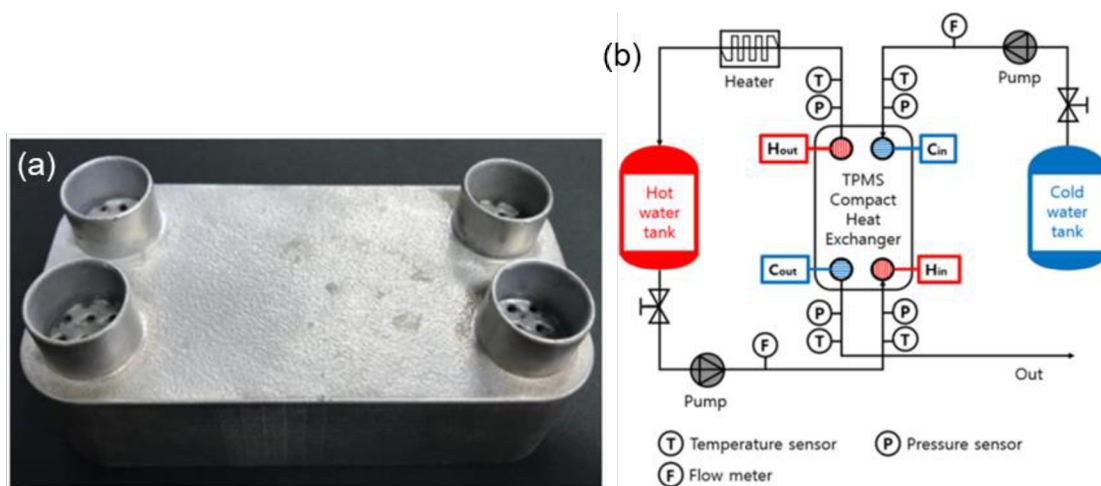 (a)
(b)
F
Heater
T
P
T
P
Pump
Hout
Cin
Hot
water
tank
TPMS
Compact
Heat
Exchanger
Cold
water
tank
Cout
Hin
P
T
P
T
F
Out
Pump
T Temperature sensor
P Pressure sensor
F Flow meter